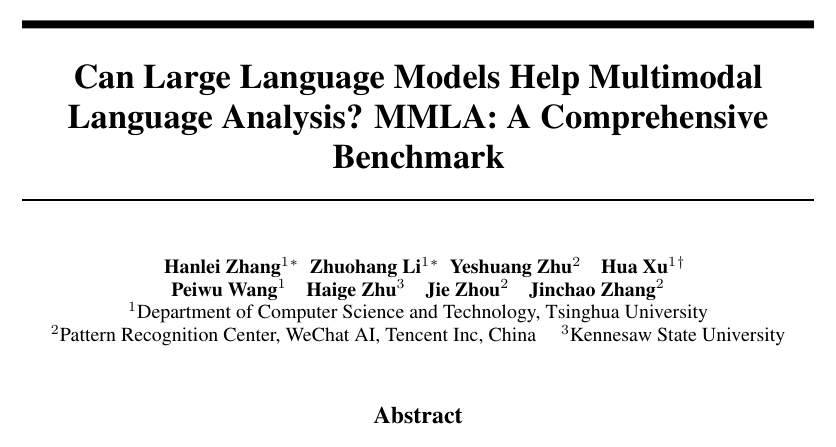 Can Large Language Models Help Multimodal
Language Analysis? MMLA: A Comprehensive
Benchmark
Hanlei Zhang¹* Zhuohang Li¹* Yeshuang Zhu² Hua Xu¹†
Peiwu Wang¹ Haige Zhu³ Jie Zhou² Jinchao Zhang²
¹Department of Computer Science and Technology, Tsinghua University
²Pattern Recognition Center, WeChat AI, Tencent Inc, China ³Kennesaw State University
Abstract